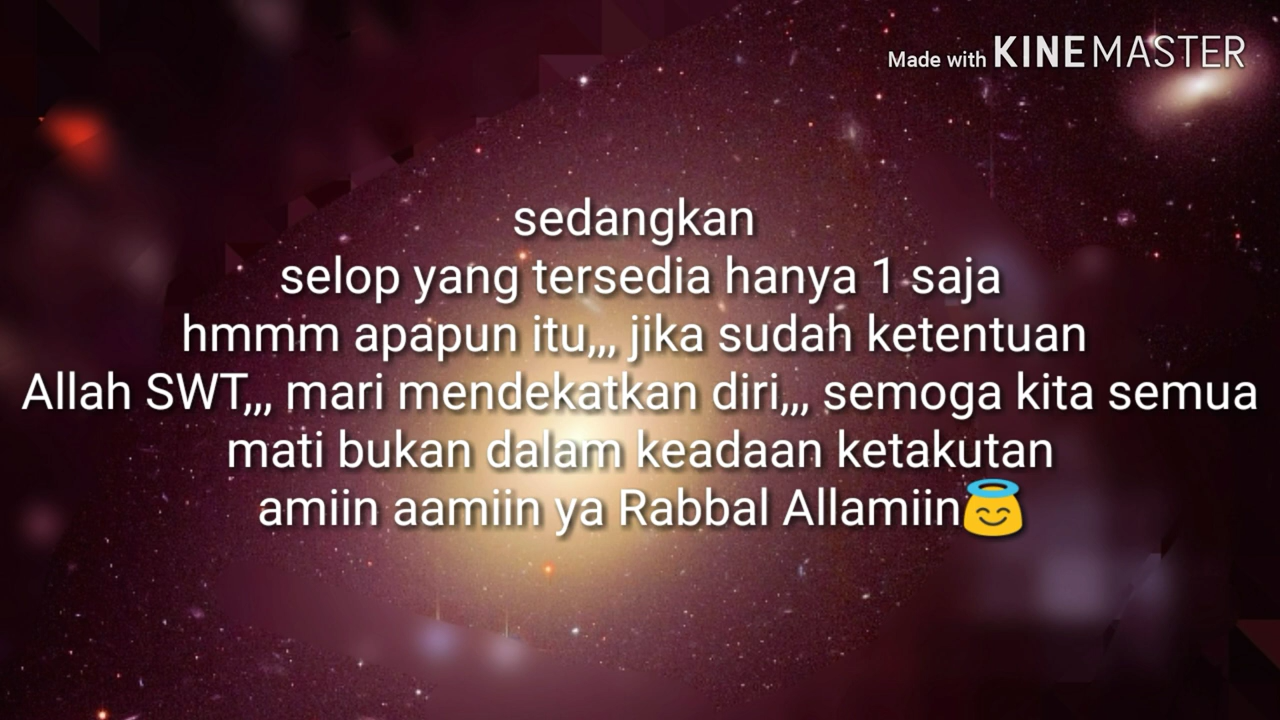 Made with KINEMASTER
sedangkan
selop yang tersedia hanya 1 saja
hmmm apapun itu,,, jika sudah ketentuan
Allah SWT,,, mari mendekatkan diri,,, semoga kita semua
mati bukan dalam keadaan ketakutan
amiin aamiin ya Rabbal Allamiin😇